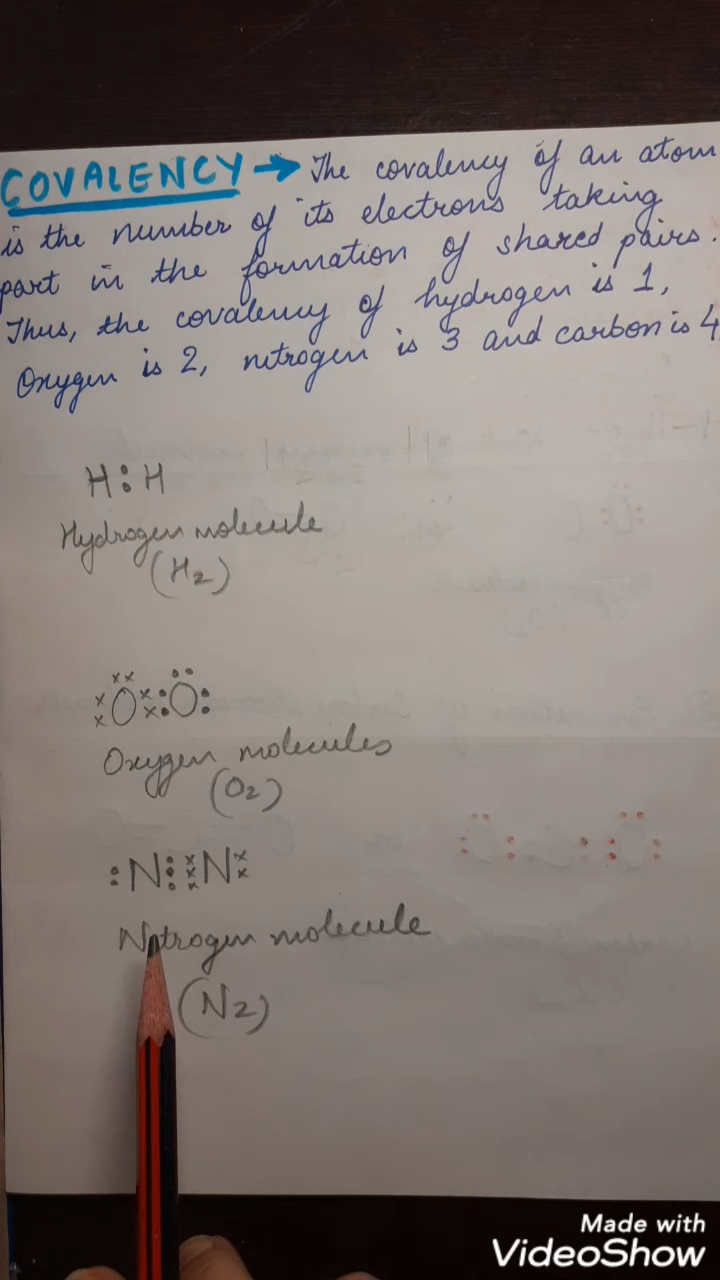 COVALENCY → The covalency of an atom
is the number of its electrons taking
part in the formation of shared pairs.
Thus, the covalency of hydrogen is 1,
Oxygen is 2, nitrogen is 3 and carbon is 4.
H:H
Hydrogen molecule
(H2)
O::O
Oxygen molecules
(O2)
:N⋮⋮N:
Nitrogen molecule
(N2)
Made with
VideoShow